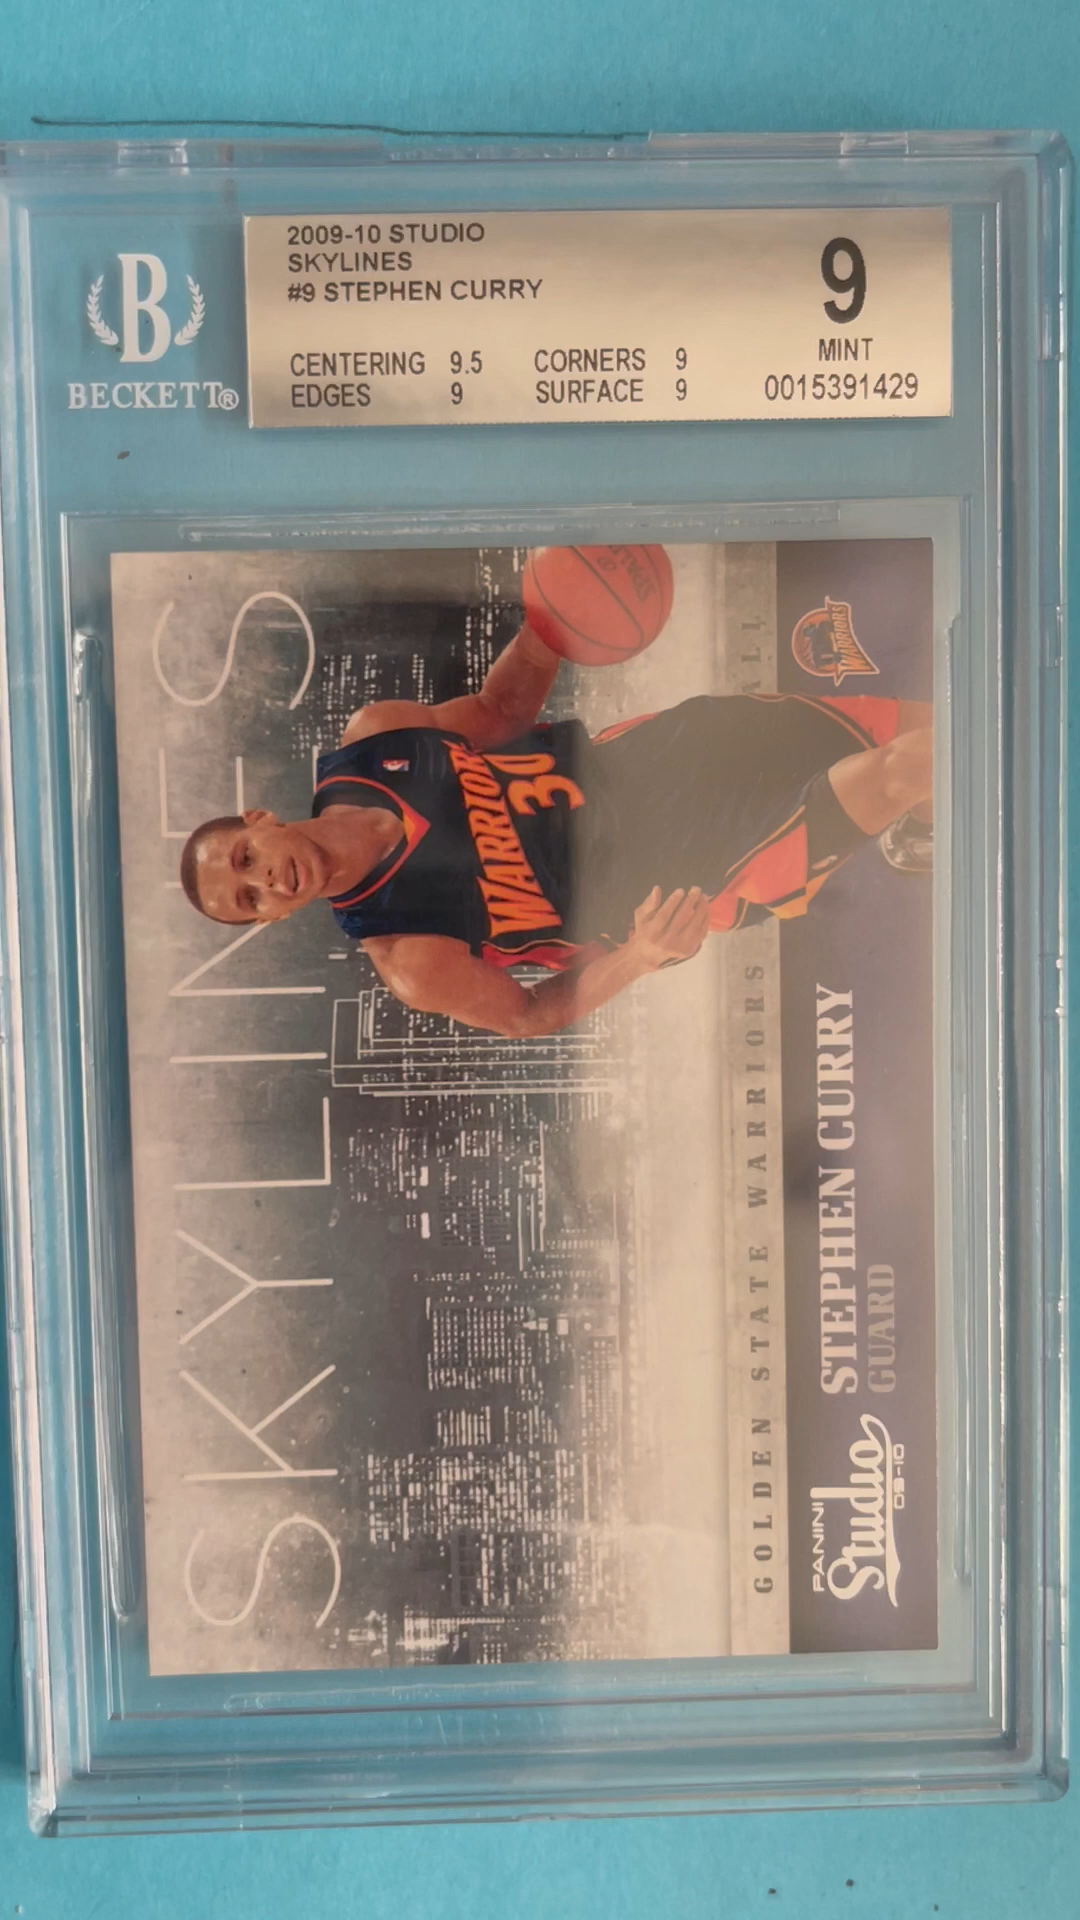 2009-10 STUDIO
SKYLINES
#9 STEPHEN CURRY
9
MINT
CENTERING 9.5 CORNERS 9
EDGES 9 SURFACE 9
0015391429
B
BECKETT®
SKYLINES
WARRIORS
30
WARRIORS
GOLDEN STATE WARRIORS
STEPHEN CURRY
GUARD
PANINI
Studio
09-10